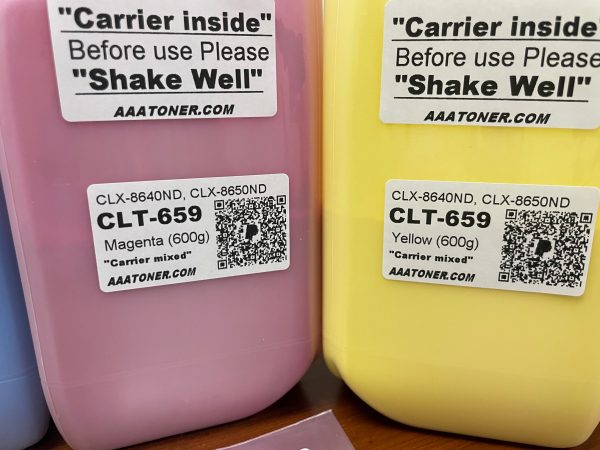 "Carrier inside"
Before use Please
"Shake Well"
AAATONER.COM
CLX-8640ND, CLX-8650ND
CLT-659
Magenta (600g)
"Carrier mixed"
AAATONER.COM
"Carrier inside"
Before use Please
"Shake Well"
AAATONER.COM
CLX-8640ND, CLX-8650ND
CLT-659
Yellow (600g)
"Carrier mixed"
AAATONER.COM